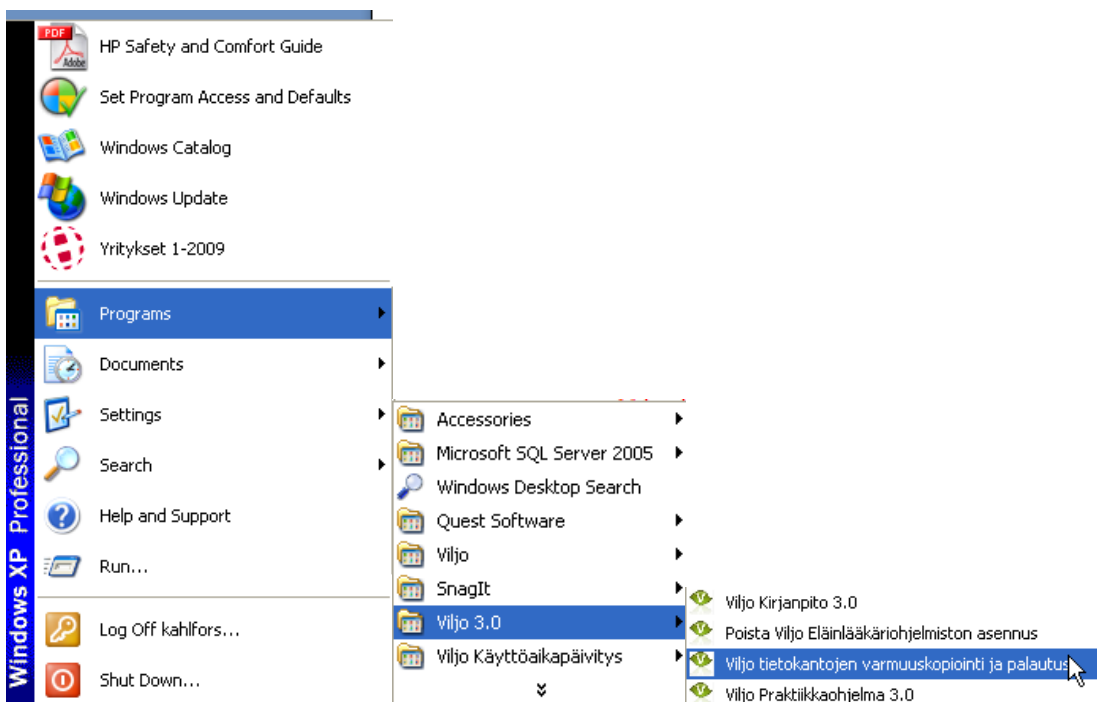 PDF
Adobe
HP Safety and Comfort Guide
Set Program Access and Defaults
Windows Catalog
Windows Update
Yritykset 1-2009
Programs
Documents
Settings
Search
Help and Support
Run...
Log Off kahlfors...
Shut Down...
Windows XP Professional
Accessories
Microsoft SQL Server 2005
Windows Desktop Search
Quest Software
Viljo
SnagIt
Viljo 3.0
Viljo Käyttöaikapäivitys
Viljo Kirjanpito 3.0
Poista Viljo Eläinlääkäriohjelmiston asennus
Viljo tietokantojen varmuuskopiointi ja palautus
Viljo Praktiikkaohjelma 3.0